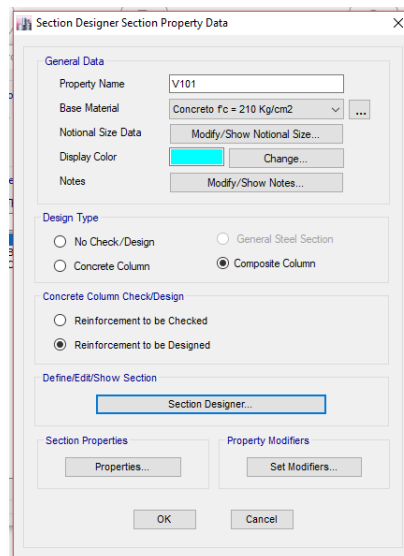 Section Designer Section Property Data
General Data
Property Name V101
Base Material Concreto f'c = 210 Kg/cm2 ...
Notional Size Data Modify/Show Notional Size...
Display Color Change...
Notes Modify/Show Notes...
Design Type
No Check/Design General Steel Section
Concrete Column Composite Column
Concrete Column Check/Design
Reinforcement to be Checked
Reinforcement to be Designed
Define/Edit/Show Section
Section Designer...
Section Properties Property Modifiers
Properties... Set Modifiers...
OK Cancel